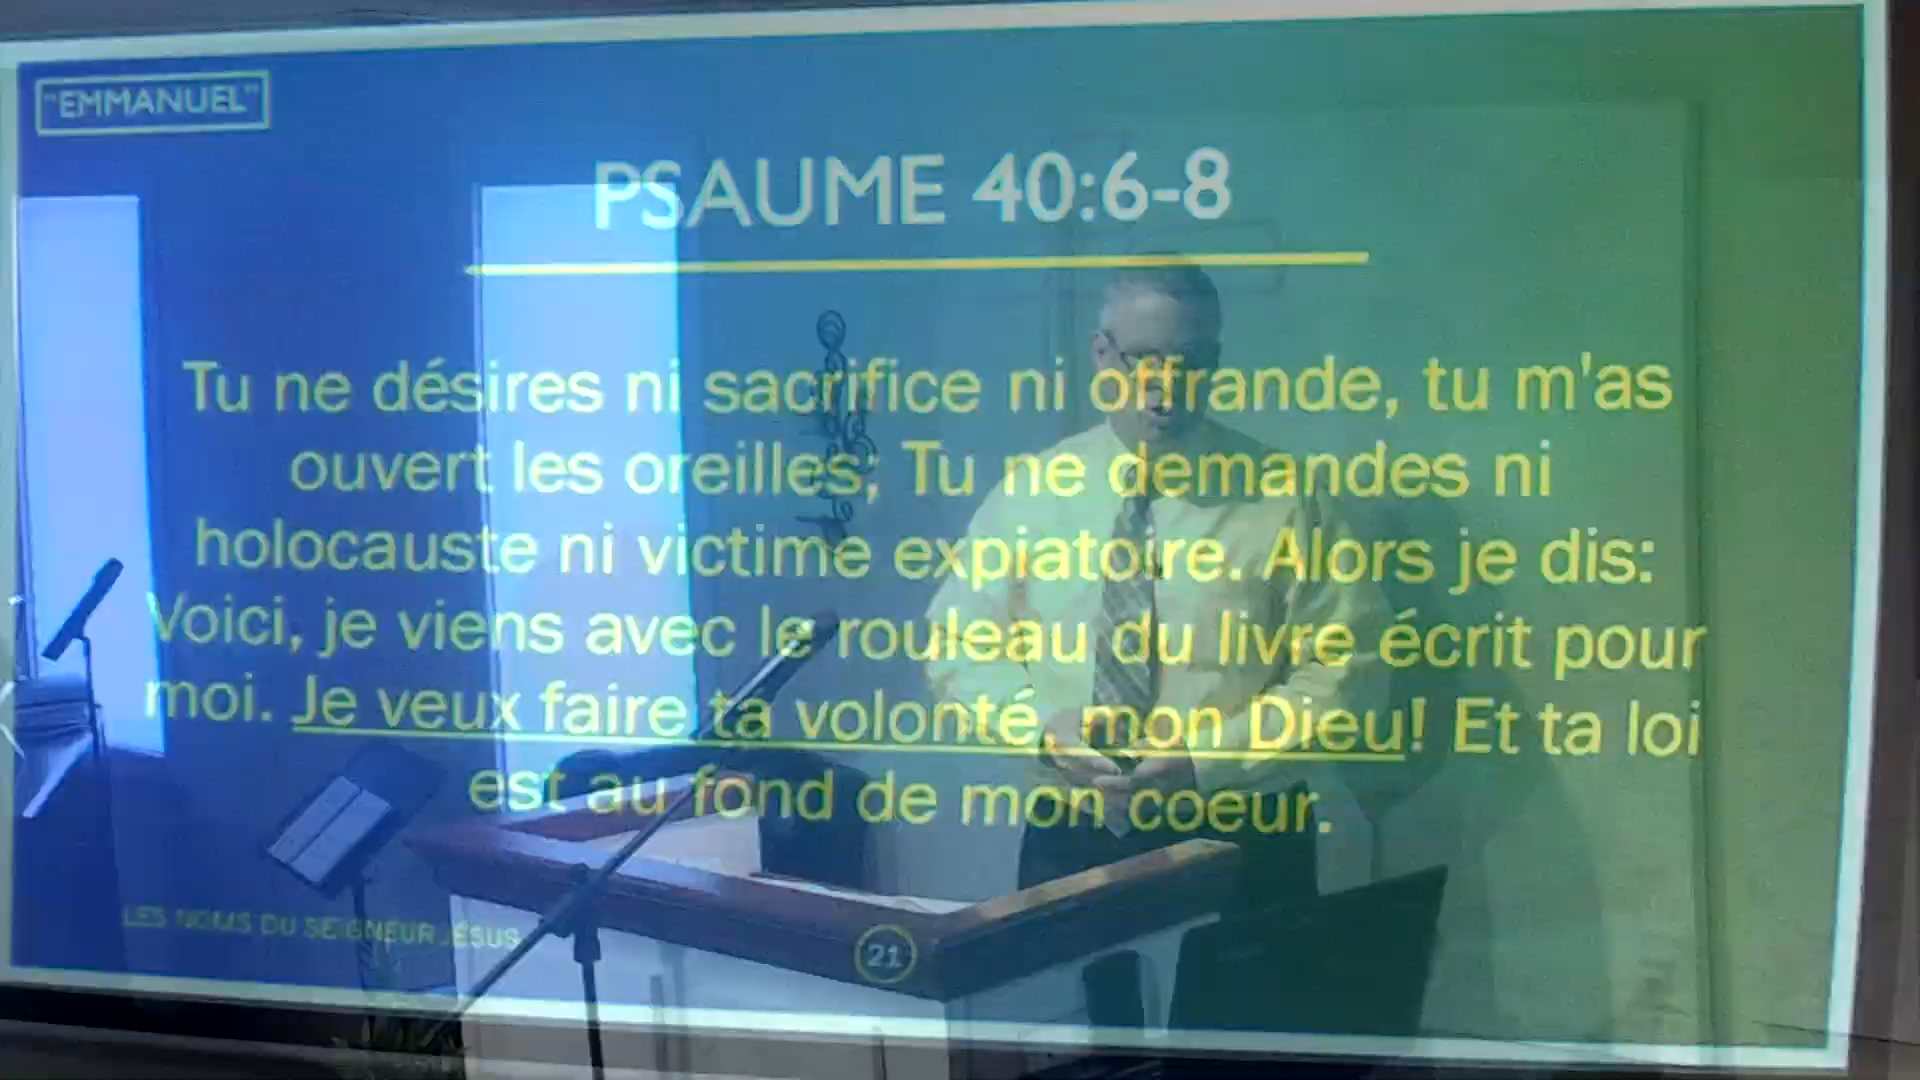 "EMMANUEL"
PSAUME 40:6-8
Tu ne désires ni sacrifice ni offrande, tu m'as
ouvert les oreilles; Tu ne demandes ni
holocauste ni victime expiatoire. Alors je dis:
Voici, je viens avec le rouleau du livre écrit pour
moi. Je veux faire ta volonté, mon Dieu! Et ta loi
est au fond de mon coeur.
LES NOMS DU SEIGNEUR JÉSUS
21